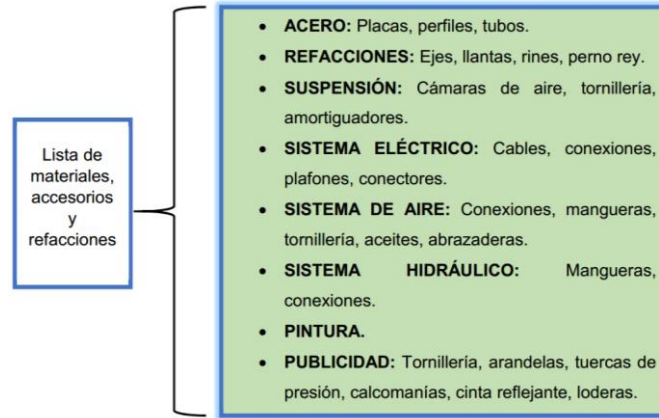 Lista de
materiales,
accesorios
y
refacciones
• ACERO: Placas, perfiles, tubos.
• REFACCIONES: Ejes, llantas, rines, perno rey.
• SUSPENSIÓN: Cámaras de aire, tornillería,
amortiguadores.
• SISTEMA ELÉCTRICO: Cables, conexiones,
plafones, conectores.
• SISTEMA DE AIRE: Conexiones, mangueras,
tornillería, aceites, abrazaderas.
• SISTEMA HIDRÁULICO: Mangueras,
conexiones.
• PINTURA.
• PUBLICIDAD: Tornillería, arandelas, tuercas de
presión, calcomanías, cinta reflejante, loderas.